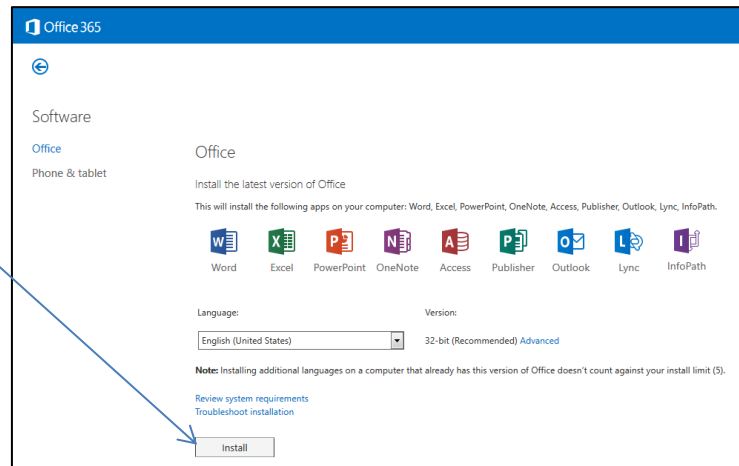 Office 365
Software
Office
Phone & tablet
Office
Install the latest version of Office
This will install the following apps on your computer: Word, Excel, PowerPoint, OneNote, Access, Publisher, Outlook, Lync, InfoPath.
Word Excel PowerPoint OneNote Access Publisher Outlook Lync InfoPath
Language: Version:
English (United States) 32-bit (Recommended) Advanced
Note: Installing additional languages on a computer that already has this version of Office doesn't count against your install limit (5).
Review system requirements
Troubleshoot installation
Install